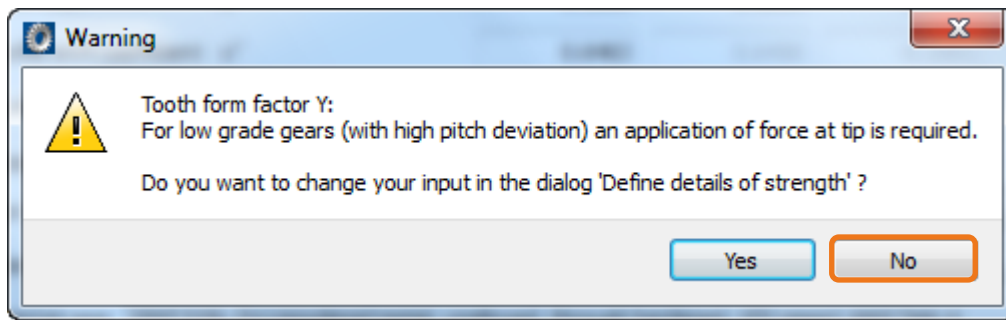 Warning
Tooth form factor Y:
For low grade gears (with high pitch deviation) an application of force at tip is required.
Do you want to change your input in the dialog 'Define details of strength' ?
Yes
No